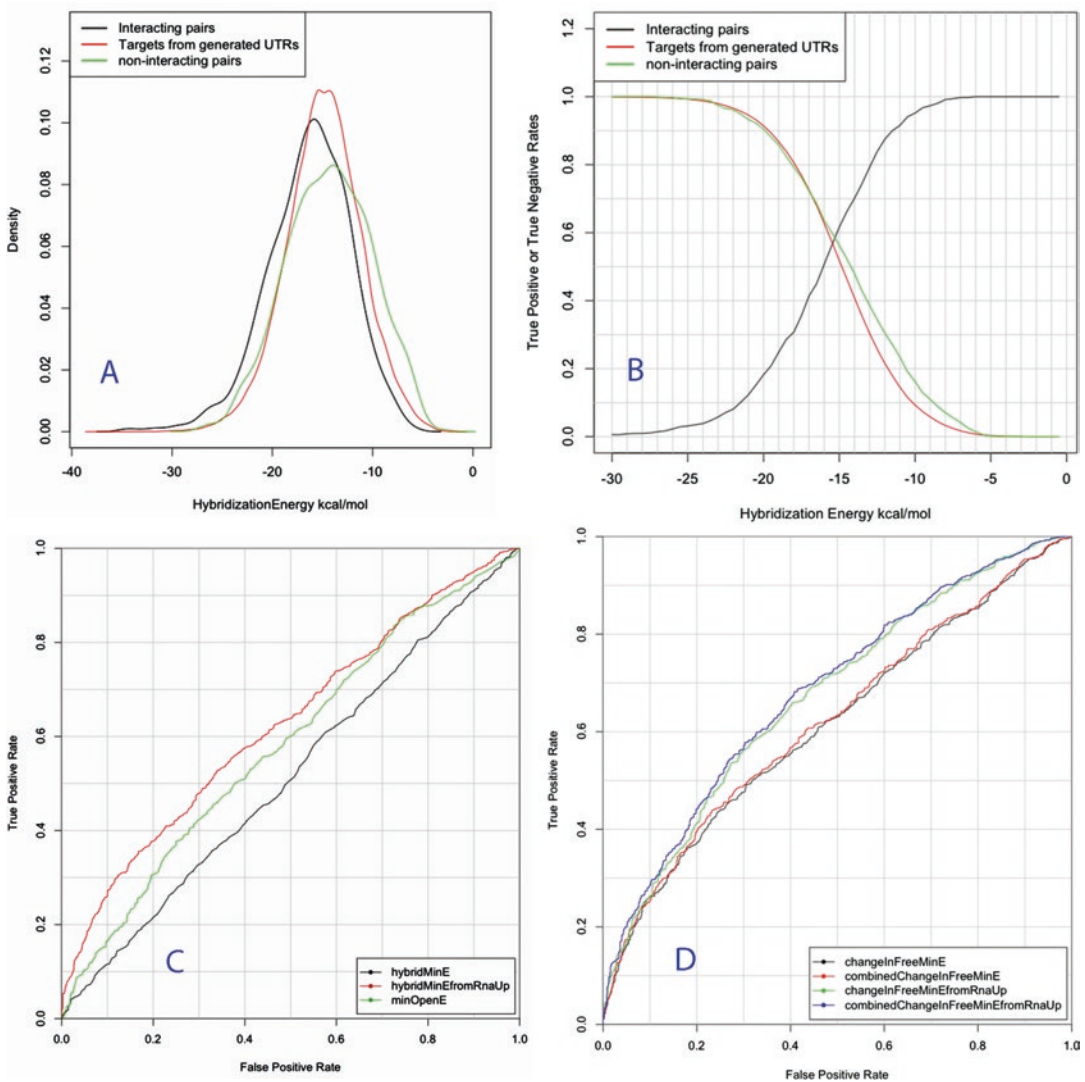 Interacting pairs
Targets from generated UTRs
non-interacting pairs
0.12
0.10
0.08
0.06
0.04
0.02
0.00
Density
A
-40
-30
-20
-10
0
HybridizationEnergy kcal/mol
Interacting pairs
Targets from generated UTRs
non-interacting pairs
1.2
1.0
0.8
0.6
0.4
0.2
0.0
True Positive or True Negative Rates
B
-30
-25
-20
-15
-10
-5
0
Hybridization Energy kcal/mol
1.0
0.8
0.6
0.4
0.2
0.0
True Positive Rate
C
hybridMinE
hybridMinEfromRnaUp
minOpenE
0.0
0.2
0.4
0.6
0.8
1.0
False Positive Rate
1.0
0.8
0.6
0.4
0.2
0.0
True Positive Rate
D
changeInFreeMinE
combinedChangeInFreeMinE
changeInFreeMinEfromRnaUp
combinedChangeInFreeMinEfromRnaUp
0.0
0.2
0.4
0.6
0.8
1.0
False Positive Rate